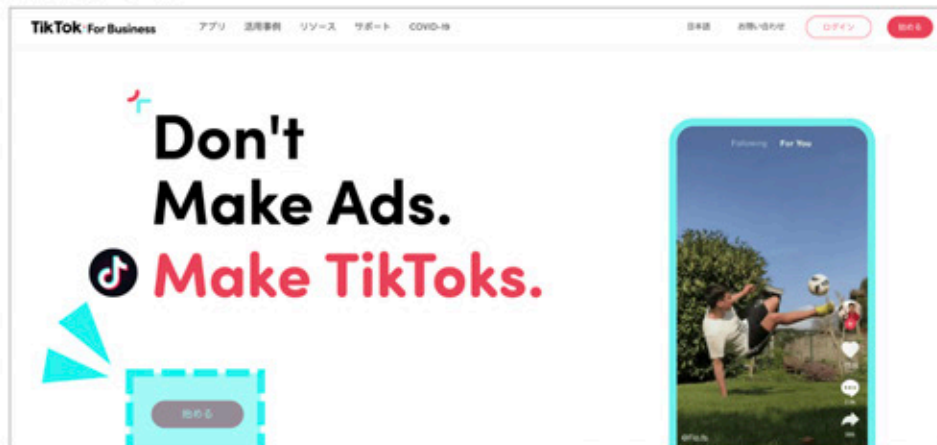 TikTok For Business
アプリ 活用事例 リソース サポート COVID-19
日本語 お問い合わせ ログイン 始める
Don't
Make Ads.
Make TikToks.
Following For You
始める